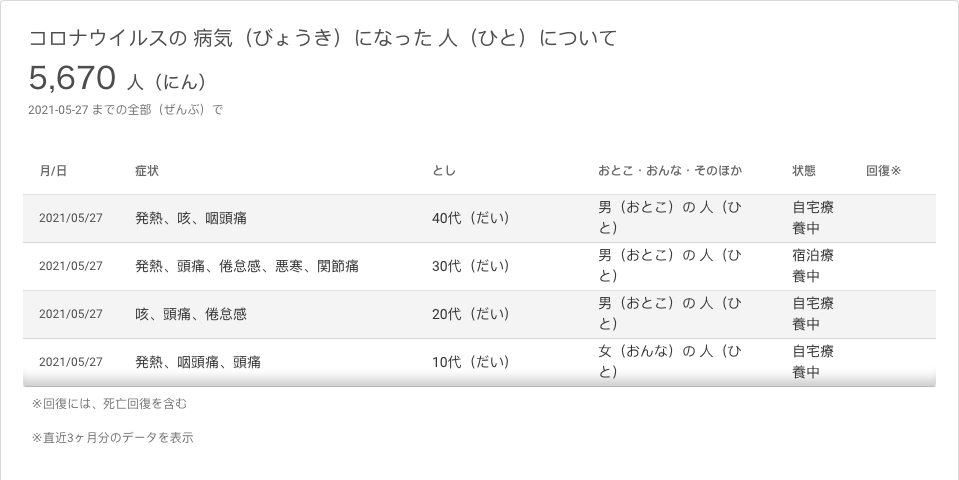 コロナウイルスの 病気（びょうき）になった 人（ひと）について
5,670 人（にん）
2021-05-27 までの全部（ぜんぶ）で
月/日 症状 とし おとこ・おんな・そのほか 状態 回復※
2021/05/27 発熱、咳、咽頭痛 40代（だい） 男（おとこ）の 人（ひ 自宅療
と） 養中
2021/05/27 発熱、頭痛、倦怠感、悪寒、関節痛 30代（だい） 男（おとこ）の 人（ひ 宿泊療
と） 養中
2021/05/27 咳、頭痛、倦怠感 20代（だい） 男（おとこ）の 人（ひ 自宅療
と） 養中
2021/05/27 発熱、咽頭痛、頭痛 10代（だい） 女（おんな）の 人（ひ 自宅療
と） 養中
※回復には、死亡回復を含む
※直近3ヶ月分のデータを表示